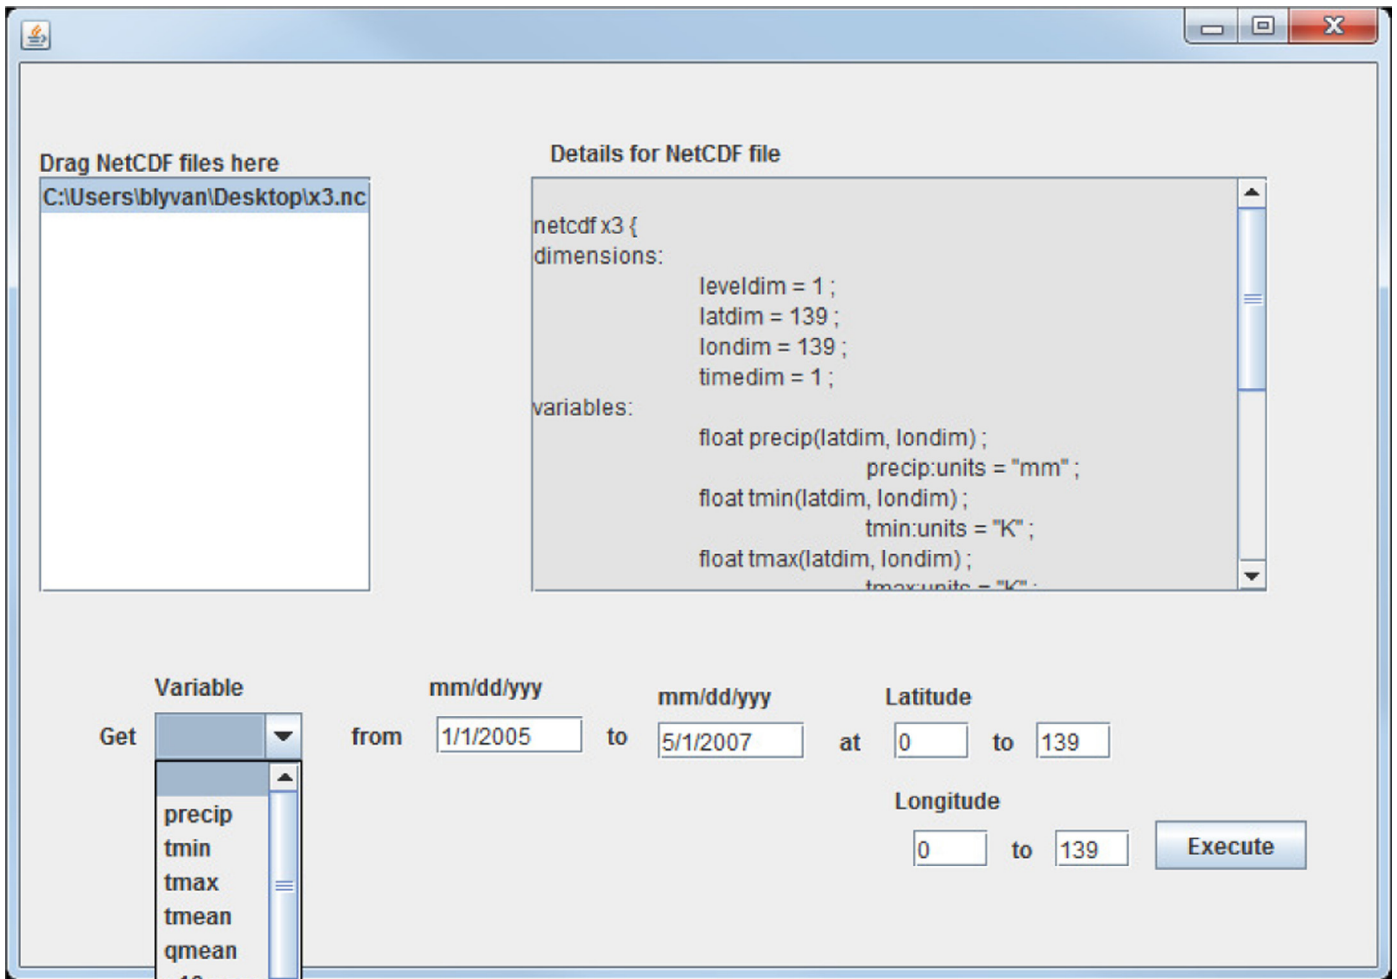 Drag NetCDF files here
C:\Users\blyvan\Desktop\x3.nc
Details for NetCDF file
netcdf x3 {
dimensions:
leveldim = 1 ;
latdim = 139 ;
londim = 139 ;
timedim = 1 ;
variables:
float precip(latdim, londim) ;
precip:units = "mm" ;
float tmin(latdim, londim) ;
tmin:units = "K" ;
float tmax(latdim, londim) ;
tmax:units = "K" ;
Variable
mm/dd/yyy
mm/dd/yyy
Latitude
Get
from 1/1/2005 to 5/1/2007 at 0 to 139
Longitude
0 to 139
Execute
precip
tmin
tmax
tmean
qmean